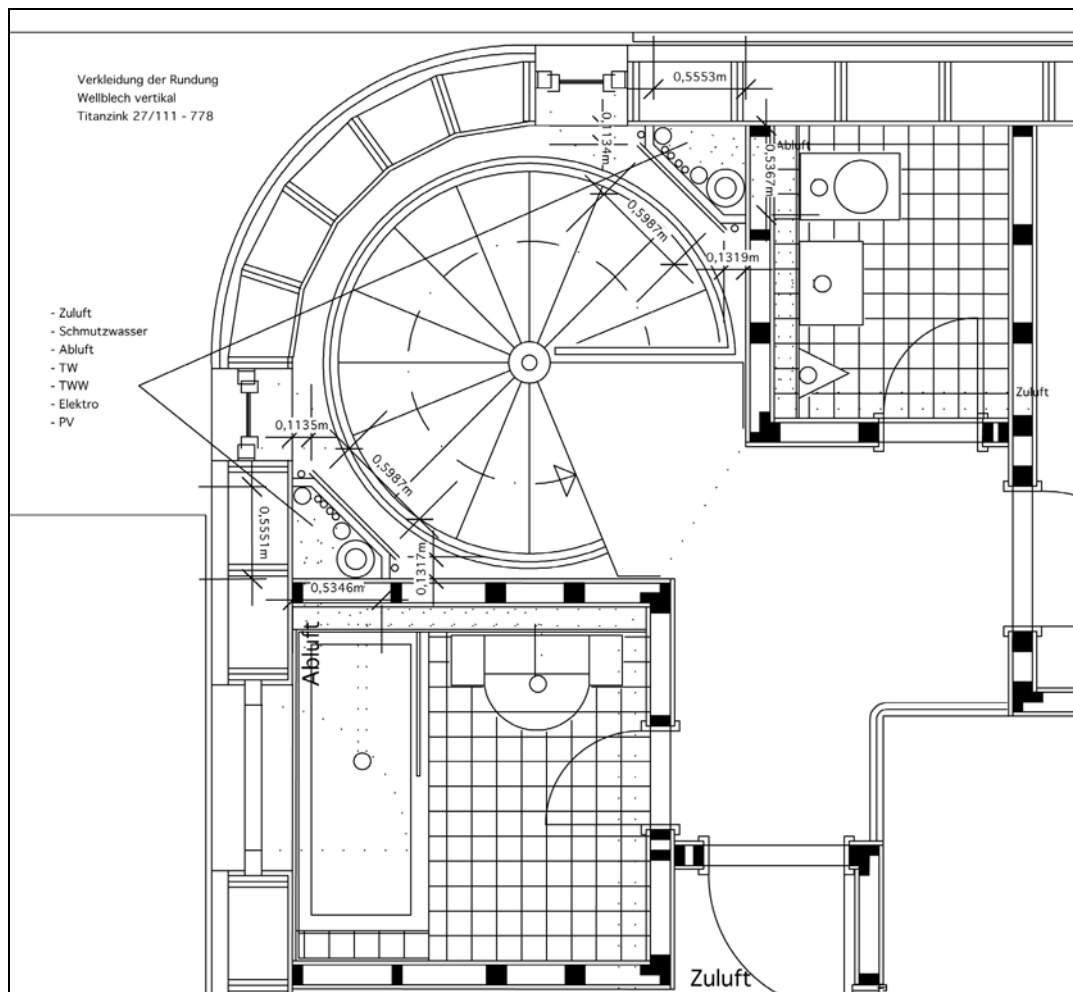 Verkleidung der Rundung
Wellblech vertikal
Titanzink 27/111 - 778
0,5553m
0,1134m
Abluft
0,5367m
0,5987m
0,1319m
- Zuluft
- Schmutzwasser
- Abluft
- TW
- TWW
- Elektro
- PV
Zuluft
0,1135m
0,5987m
0,5551m
0,1317m
0,5346m
Abluft
Zuluft